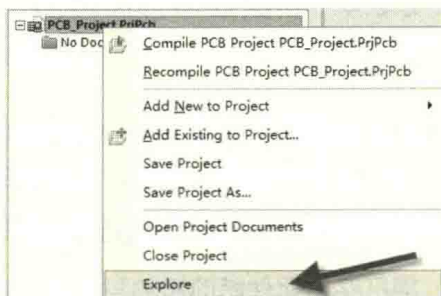 PCB_Project.PrjPcb
No Doc
Compile PCB Project PCB_Project.PrjPcb
Recompile PCB Project PCB_Project.PrjPcb
Add New to Project
Add Existing to Project...
Save Project
Save Project As...
Open Project Documents
Close Project
Explore